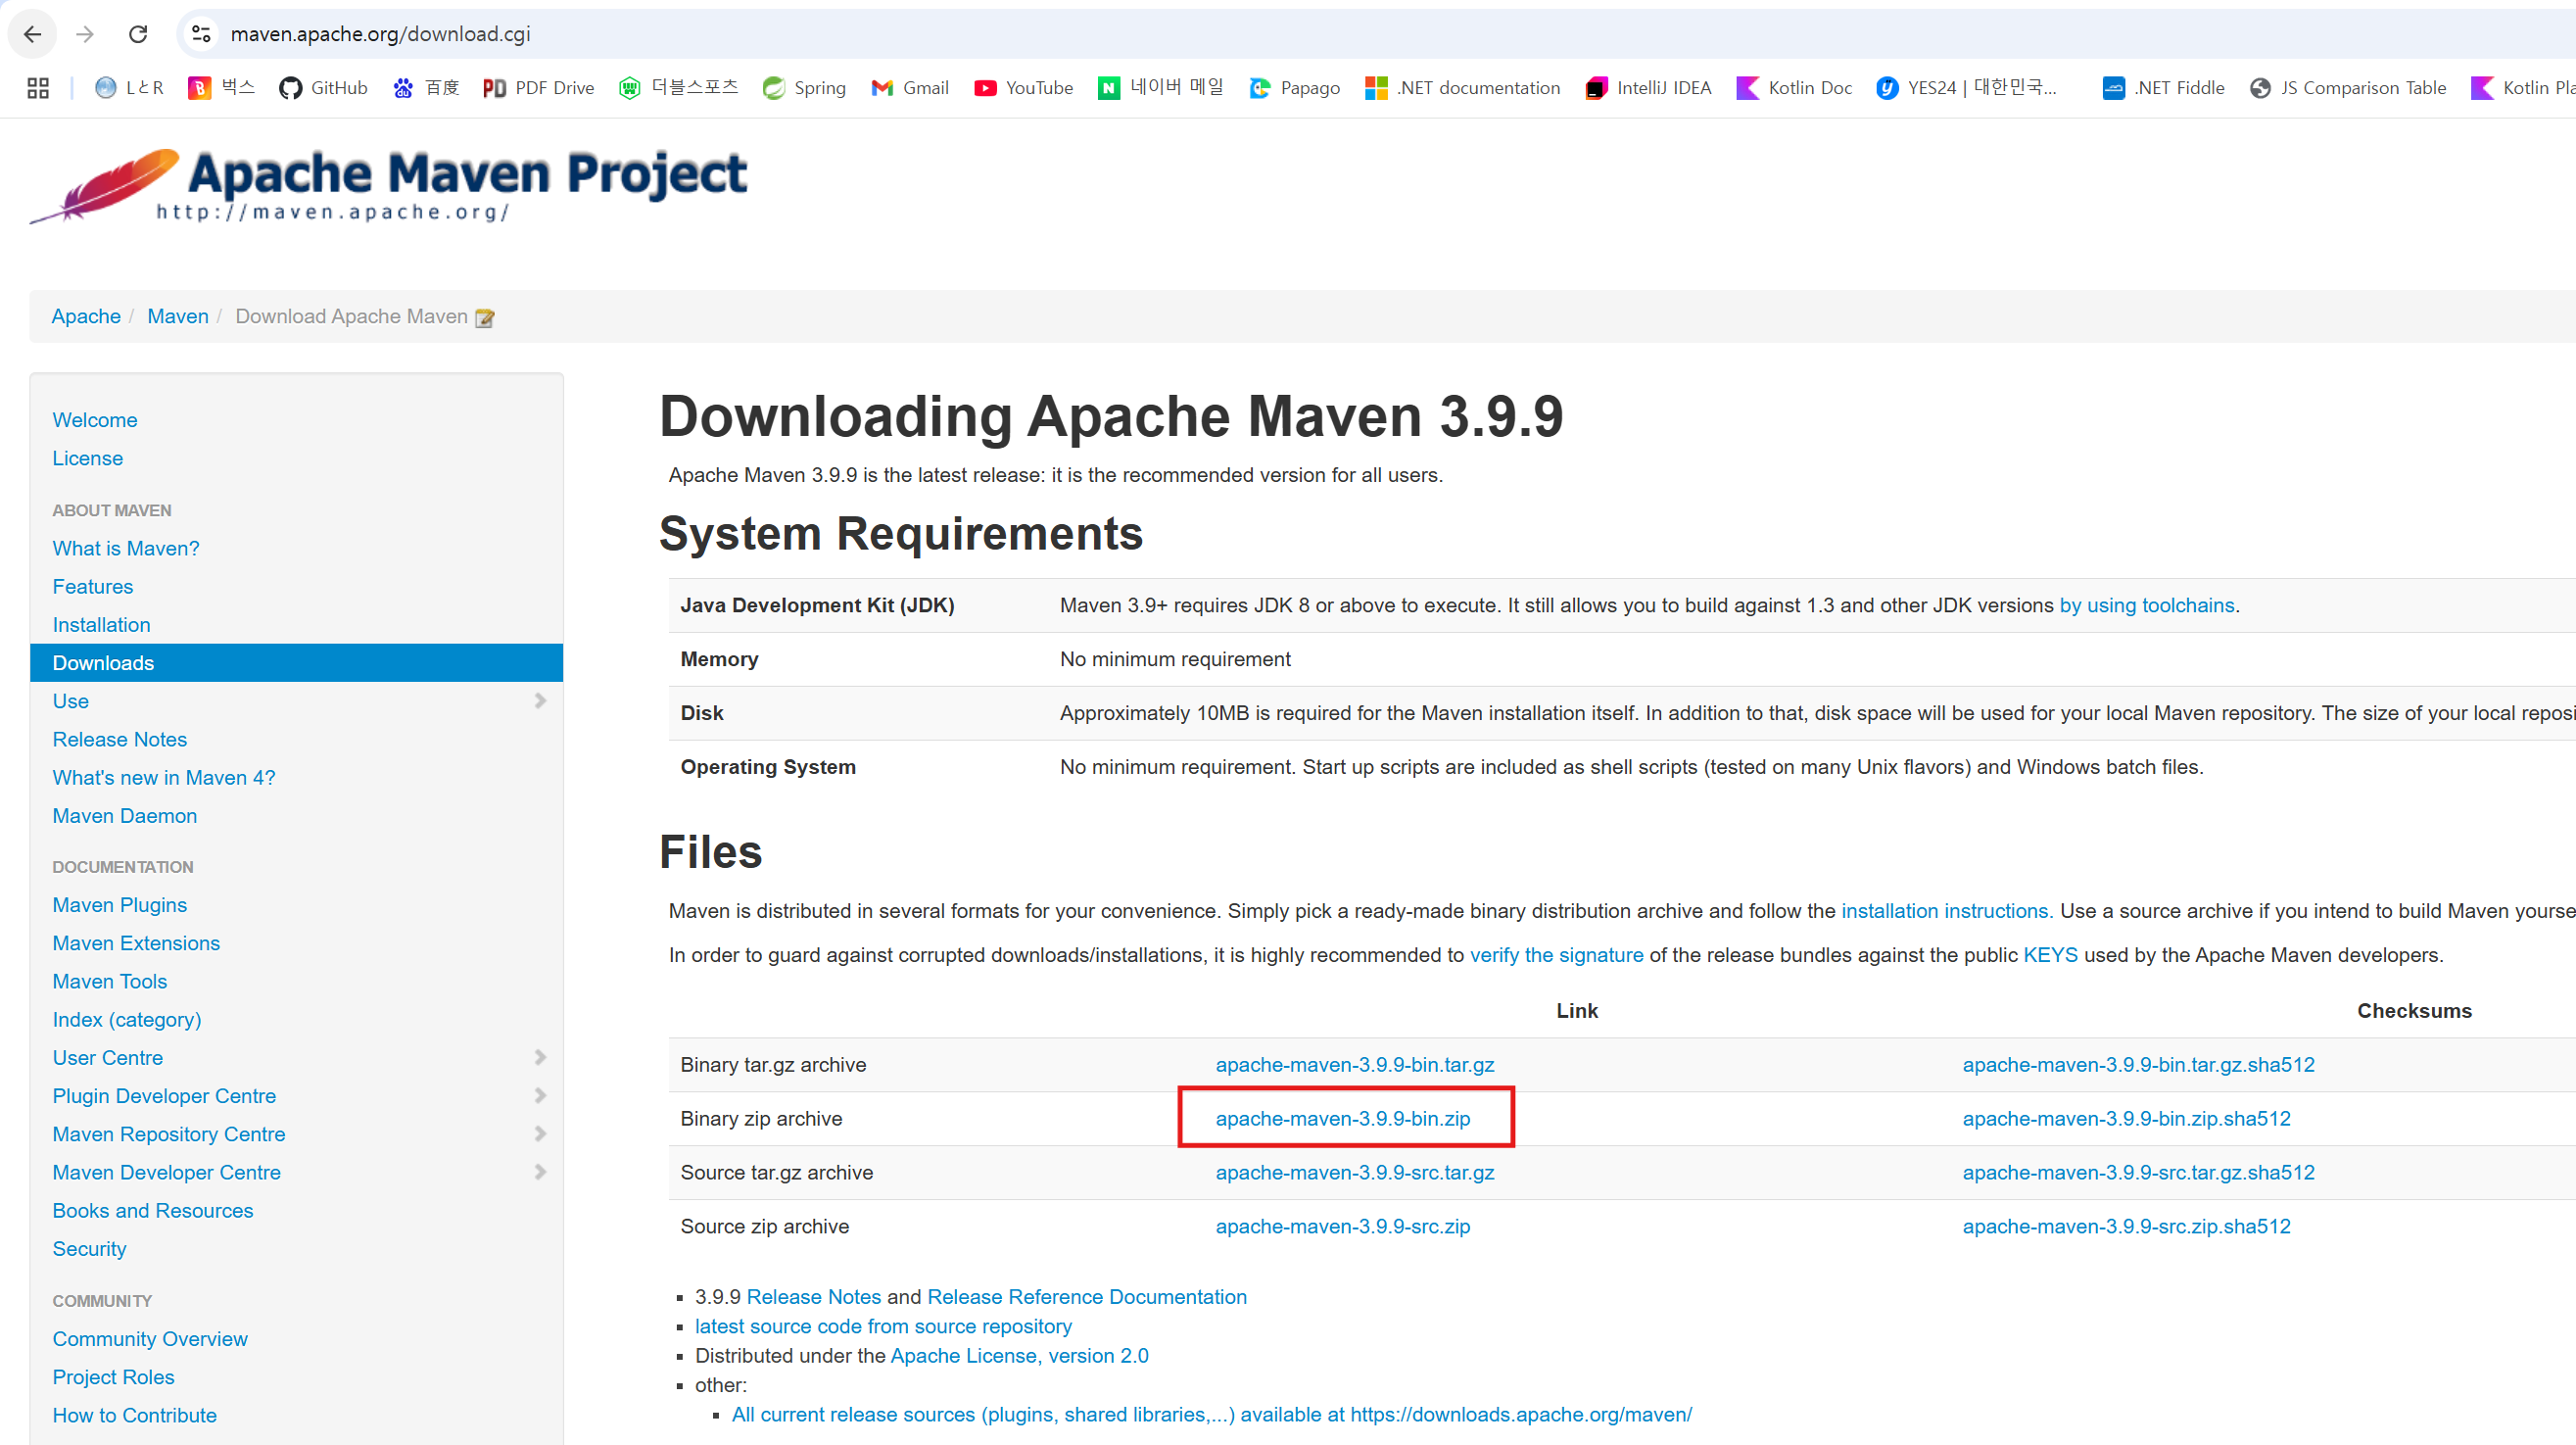 maven.apache.org/download.cgi
LとR 벅스 GitHub 百度 PDF Drive 더블스포츠 Spring Gmail YouTube 네이버 메일 Papago .NET documentation IntelliJ IDEA Kotlin Doc YES24 | 대한민국... .NET Fiddle JS Comparison Table Kotlin Pla
Apache Maven Project
http://maven.apache.org/
Apache / Maven / Download Apache Maven
Welcome
License
ABOUT MAVEN
What is Maven?
Features
Installation
Downloads
Use
Release Notes
What's new in Maven 4?
Maven Daemon
DOCUMENTATION
Maven Plugins
Maven Extensions
Maven Tools
Index (category)
User Centre
Plugin Developer Centre
Maven Repository Centre
Maven Developer Centre
Books and Resources
Security
COMMUNITY
Community Overview
Project Roles
How to Contribute
Downloading Apache Maven 3.9.9
Apache Maven 3.9.9 is the latest release: it is the recommended version for all users.
System Requirements
Java Development Kit (JDK) Maven 3.9+ requires JDK 8 or above to execute. It still allows you to build against 1.3 and other JDK versions by using toolchains.
Memory No minimum requirement
Disk Approximately 10MB is required for the Maven installation itself. In addition to that, disk space will be used for your local Maven repository. The size of your local reposi
Operating System No minimum requirement. Start up scripts are included as shell scripts (tested on many Unix flavors) and Windows batch files.
Files
Maven is distributed in several formats for your convenience. Simply pick a ready-made binary distribution archive and follow the installation instructions. Use a source archive if you intend to build Maven yourse
In order to guard against corrupted downloads/installations, it is highly recommended to verify the signature of the release bundles against the public KEYS used by the Apache Maven developers.
Link Checksums
Binary tar.gz archive apache-maven-3.9.9-bin.tar.gz apache-maven-3.9.9-bin.tar.gz.sha512
Binary zip archive apache-maven-3.9.9-bin.zip apache-maven-3.9.9-bin.zip.sha512
Source tar.gz archive apache-maven-3.9.9-src.tar.gz apache-maven-3.9.9-src.tar.gz.sha512
Source zip archive apache-maven-3.9.9-src.zip apache-maven-3.9.9-src.zip.sha512
3.9.9 Release Notes and Release Reference Documentation
latest source code from source repository
Distributed under the Apache License, version 2.0
other:
All current release sources (plugins, shared libraries,...) available at https://downloads.apache.org/maven/